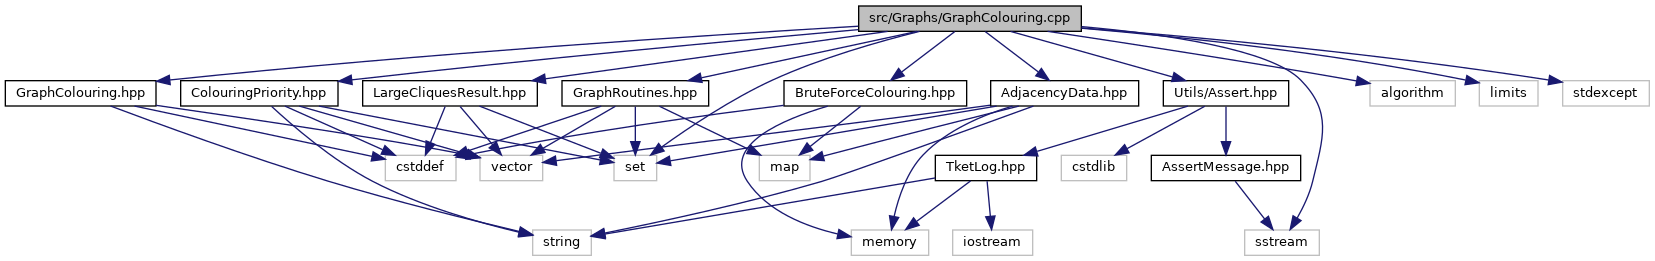 src/Graphs/GraphColouring.cpp
GraphColouring.hpp
ColouringPriority.hpp
LargeCliquesResult.hpp
GraphRoutines.hpp
BruteForceColouring.hpp
AdjacencyData.hpp
Utils/Assert.hpp
algorithm
limits
stdexcept
cstddef
vector
set
map
TketLog.hpp
cstdlib
AssertMessage.hpp
string
memory
iostream
sstream